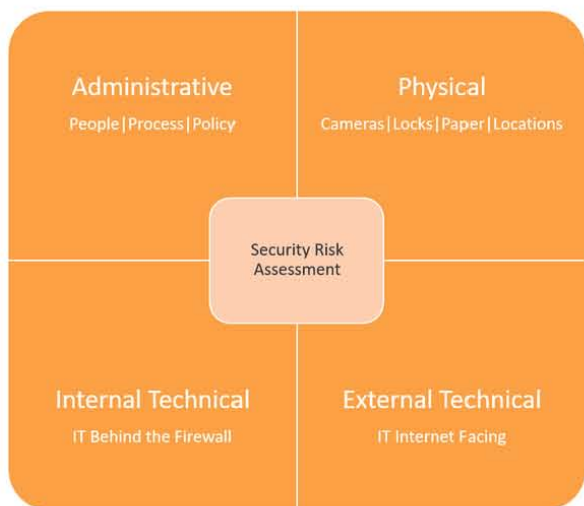 Administrative
People|Process|Policy
Physical
Cameras|Locks|Paper|Locations
Security Risk
Assessment
Internal Technical
IT Behind the Firewall
External Technical
IT Internet Facing